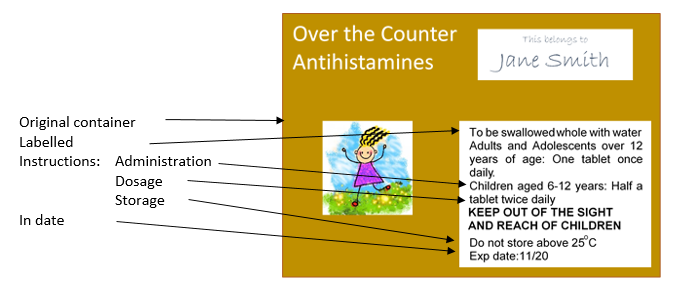 Over the Counter
Antihistamines
This belongs to
Jane Smith
Original container
Labelled
Instructions: Administration
Dosage
Storage
In date
To be swallowed whole with water
Adults and Adolescents over 12
years of age: One tablet once
daily.
Children aged 6-12 years: Half a
tablet twice daily
KEEP OUT OF THE SIGHT
AND REACH OF CHILDREN
Do not store above 25°C
Exp date:11/20